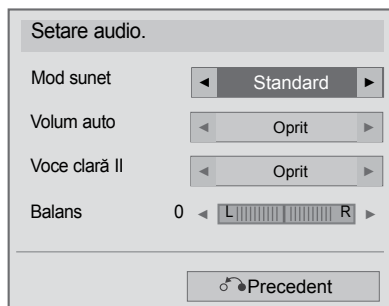 Setare audio.
Mod sunet ◄ Standard ►
Volum auto ◄ Oprit ►
Voce clară II ◄ Oprit ►
Balans 0 ◄ L R ►
Precedent